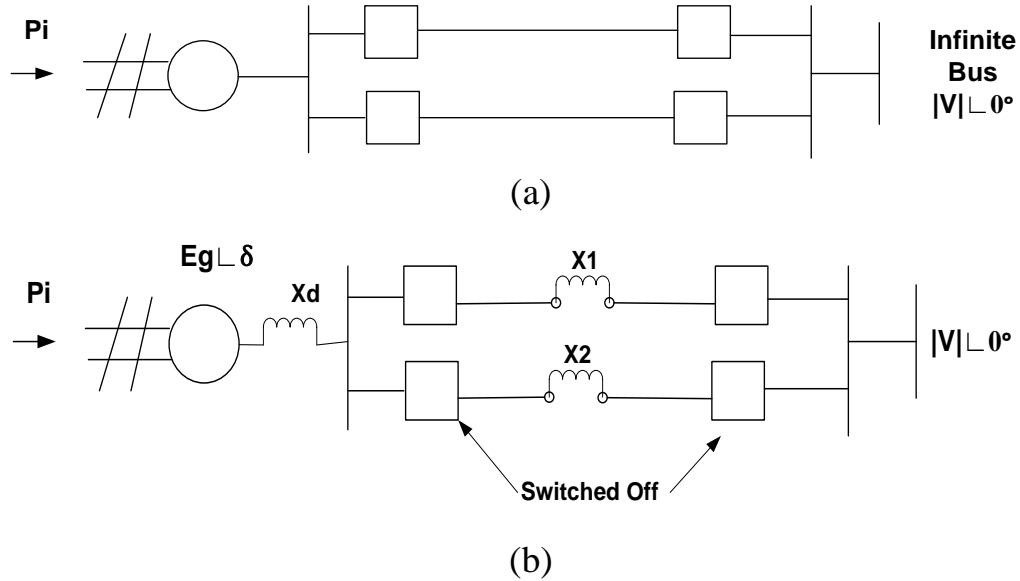 Pi
Infinite
Bus
|V|∟0°
(a)
Eg∟δ
X1
Pi
Xd
|V|∟0°
X2
Switched Off
(b)